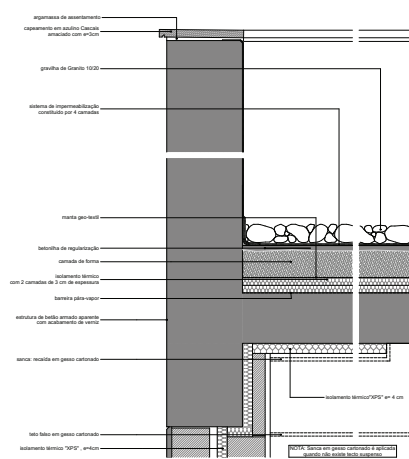 argamassa de assentamento
capeamento em azulino Cascais
amaciado com e=3cm
gravilha de Granito 10/20
sistema de impermeabilização
constituído por 4 camadas
manta geo-textil
betonilha de regularização
camada de forma
isolamento térmico
com 2 camadas de 3 cm de espessura
barreira pára-vapor
estrutura de betão armado aparente
com acabamento de verniz
sanca: recaída em gesso cartonado
isolamento térmico"XPS" e= 4 cm
teto falso em gesso cartonado
isolamento térmico "XPS" , e=4cm
NOTA: Sanca em gesso cartonado é aplicada
quando não existe tecto suspenso